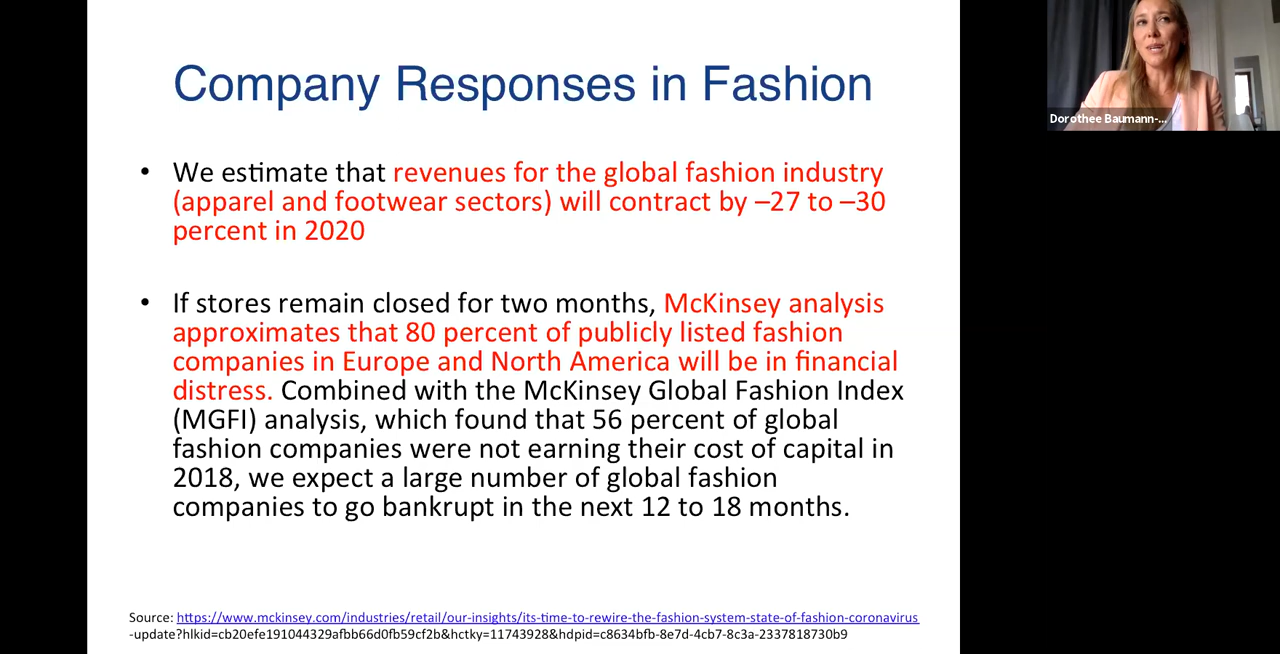 Company Responses in Fashion
Dorothee Baumann-...
• We estimate that revenues for the global fashion industry
(apparel and footwear sectors) will contract by –27 to –30
percent in 2020
• If stores remain closed for two months, McKinsey analysis
approximates that 80 percent of publicly listed fashion
companies in Europe and North America will be in financial
distress. Combined with the McKinsey Global Fashion Index
(MGFI) analysis, which found that 56 percent of global
fashion companies were not earning their cost of capital in
2018, we expect a large number of global fashion
companies to go bankrupt in the next 12 to 18 months.
Source: https://www.mckinsey.com/industries/retail/our-insights/its-time-to-rewire-the-fashion-system-state-of-fashion-coronavirus
-update?hlkid=cb20efe191044329afbb66d0fb59cf2b&hctky=11743928&hdpid=c8634bfb-8e7d-4cb7-8c3a-2337818730b9